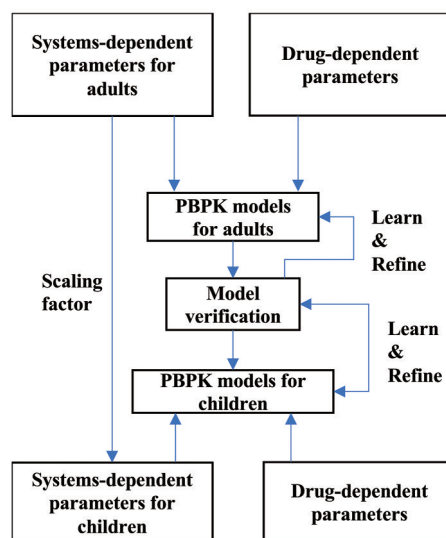 Systems-dependent
parameters for
adults
Drug-dependent
parameters
PBPK models
for adults
Learn
&
Refine
Scaling
factor
Model
verification
Learn
&
Refine
PBPK models for
children
Systems-dependent
parameters for
children
Drug-dependent
parameters